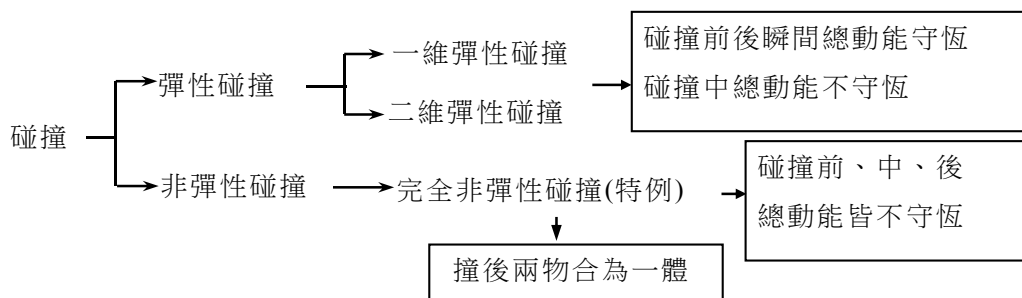 一維彈性碰撞
碰撞前後瞬間總動能守恆
彈性碰撞
碰撞中總動能不守恆
二維彈性碰撞
碰撞
非彈性碰撞
完全非彈性碰撞(特例)
碰撞前、中、後
總動能皆不守恆
撞後兩物合為一體